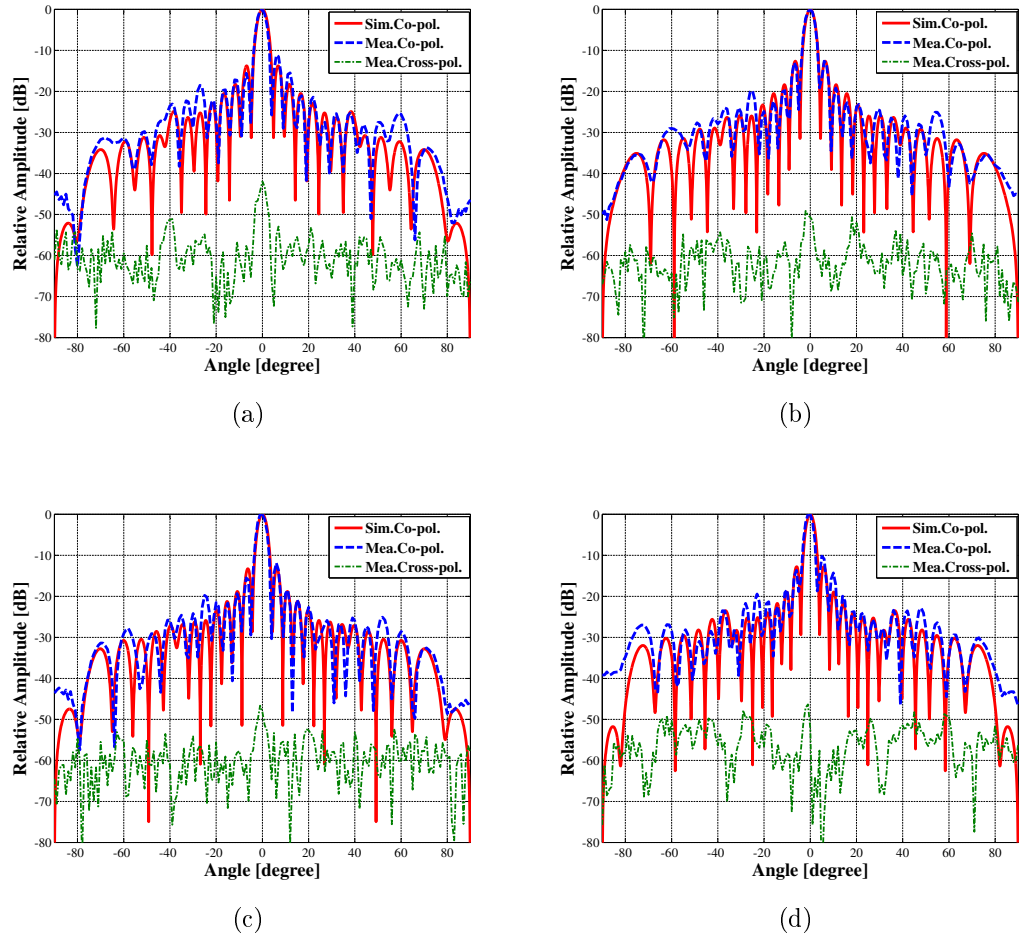 Relative Amplitude [dB]
0
-10
-20
-30
-40
-50
-60
-70
-80
-80 -60 -40 -20 0 20 40 60 80
Angle [degree]
Sim.Co-pol.
Mea.Co-pol.
Mea.Cross-pol.
(a)
Relative Amplitude [dB]
0
-10
-20
-30
-40
-50
-60
-70
-80
-80 -60 -40 -20 0 20 40 60 80
Angle [degree]
Sim.Co-pol.
Mea.Co-pol.
Mea.Cross-pol.
(b)
Relative Amplitude [dB]
0
-10
-20
-30
-40
-50
-60
-70
-80
-80 -60 -40 -20 0 20 40 60 80
Angle [degree]
Sim.Co-pol.
Mea.Co-pol.
Mea.Cross-pol.
(c)
Relative Amplitude [dB]
0
-10
-20
-30
-40
-50
-60
-70
-80
-80 -60 -40 -20 0 20 40 60 80
Angle [degree]
Sim.Co-pol.
Mea.Co-pol.
Mea.Cross-pol.
(d)